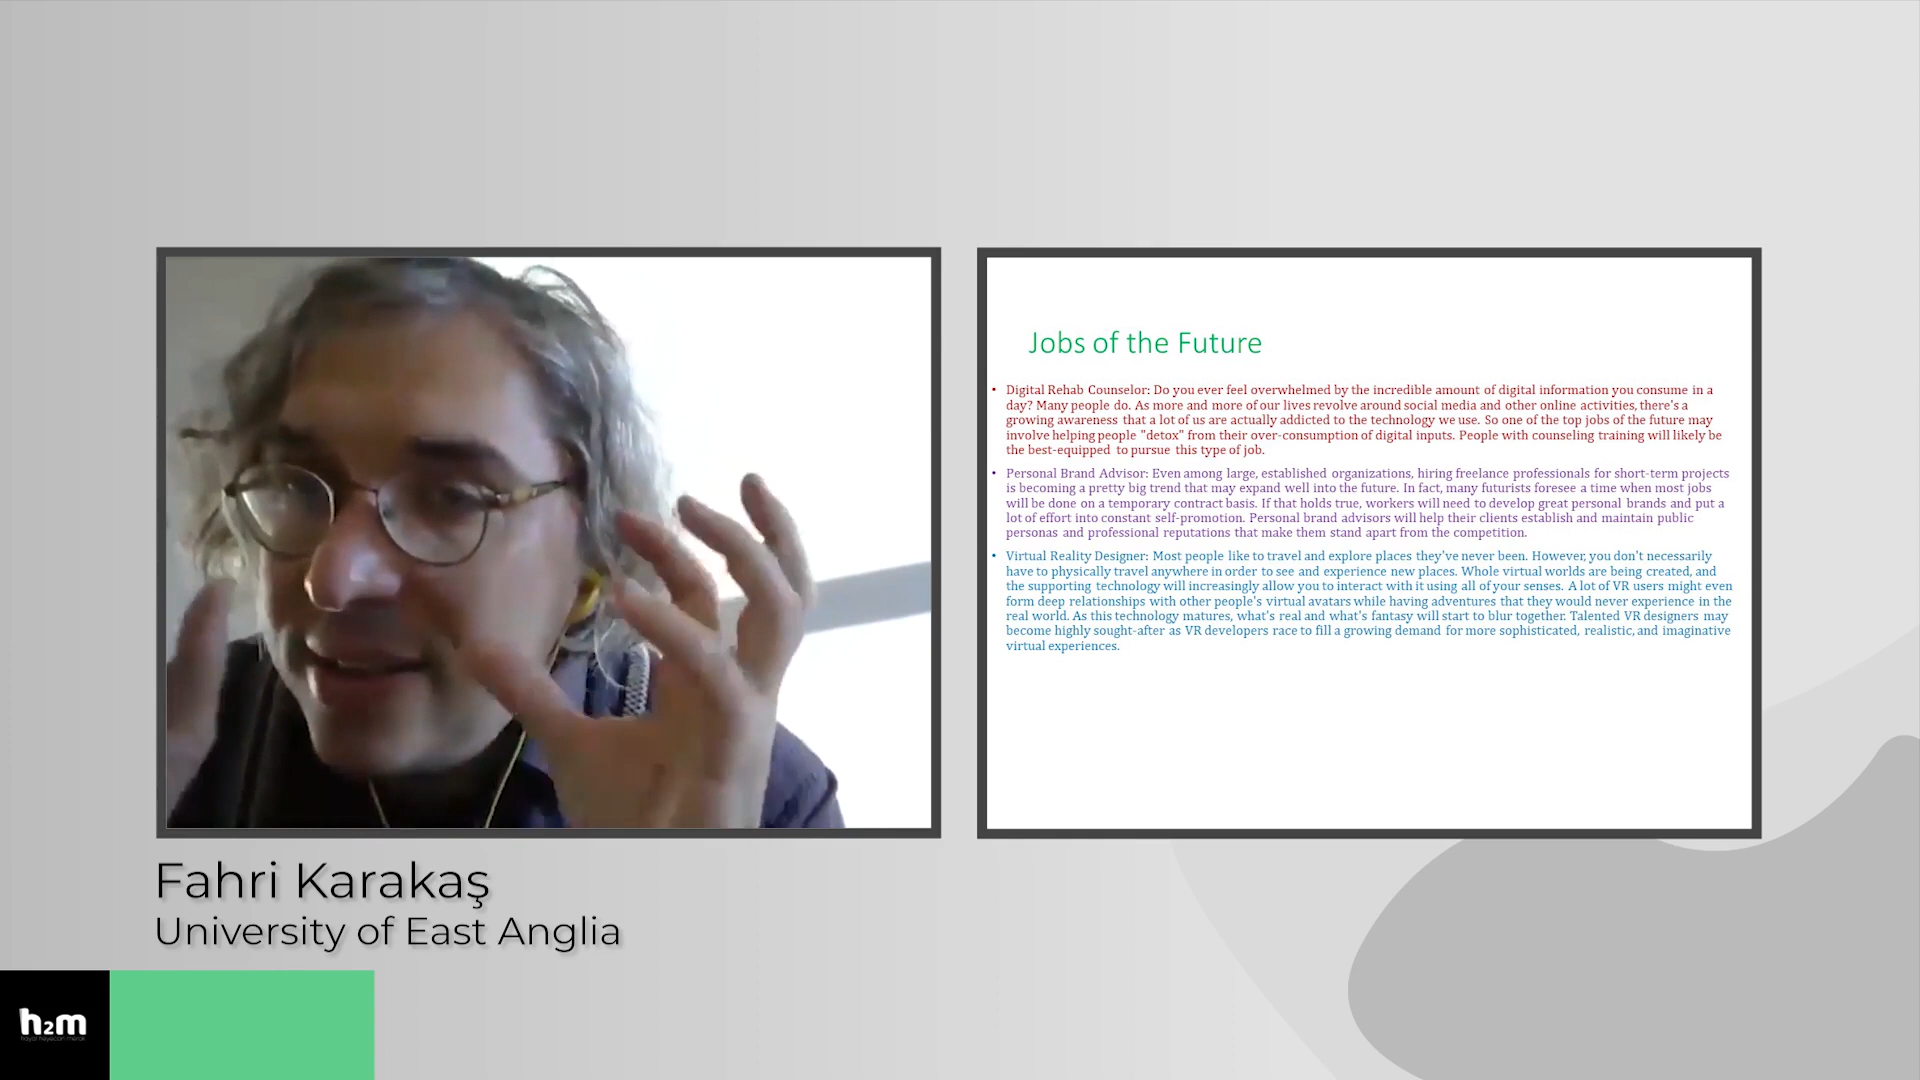 Jobs of the Future
• Digital Rehab Counselor: Do you ever feel overwhelmed by the incredible amount of digital information you consume in a
day? Many people do. As more and more of our lives revolve around social media and other online activities, there's a
growing awareness that a lot of us are actually addicted to the technology we use. So one of the top jobs of the future may
involve helping people "detox" from their over-consumption of digital inputs. People with counseling training will likely be
the best-equipped to pursue this type of job.
• Personal Brand Advisor: Even among large, established organizations, hiring freelance professionals for short-term projects
is becoming a pretty big trend that may expand well into the future. In fact, many futurists foresee a time when most jobs
will be done on a temporary contract basis. If that holds true, workers will need to develop great personal brands and put a
lot of effort into constant self-promotion. Personal brand advisors will help their clients establish and maintain public
personas and professional reputations that make them stand apart from the competition.
• Virtual Reality Designer: Most people like to travel and explore places they've never been. However, you don't necessarily
have to physically travel anywhere in order to see and experience new places. Whole virtual worlds are being created, and
the supporting technology will increasingly allow you to interact with it using all of your senses. A lot of VR users might even
form deep relationships with other people's virtual avatars while having adventures that they would never experience in the
real world. As this technology matures, what's real and what's fantasy will start to blur together. Talented VR designers may
become highly sought-after as VR developers race to fill a growing demand for more sophisticated, realistic, and imaginative
virtual experiences.
Fahri Karakaş
University of East Anglia
h2m
hayat heyecan merak